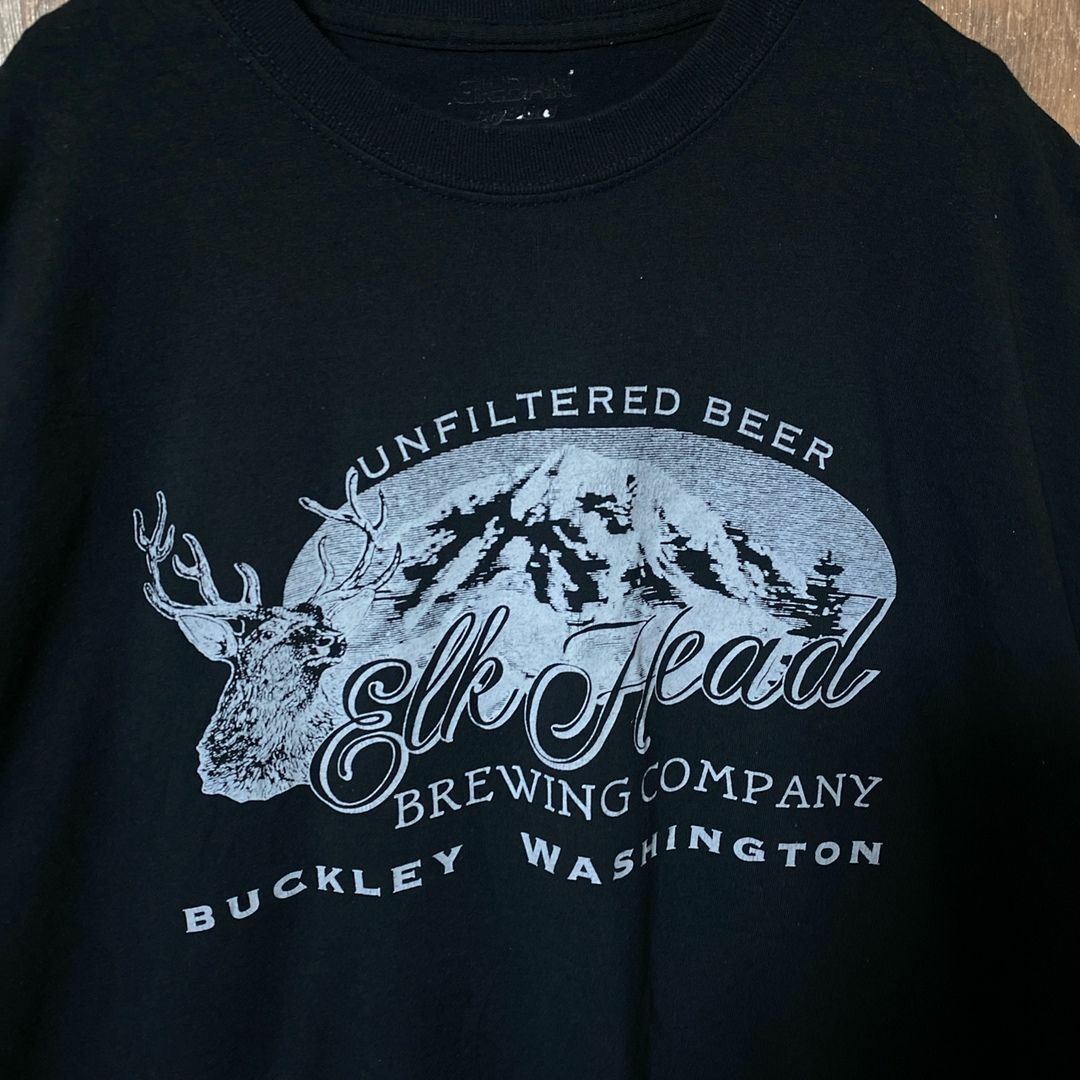 UNFILTERED BEER
Elk Head
BREWING COMPANY
BUCKLEY WASHINGTON